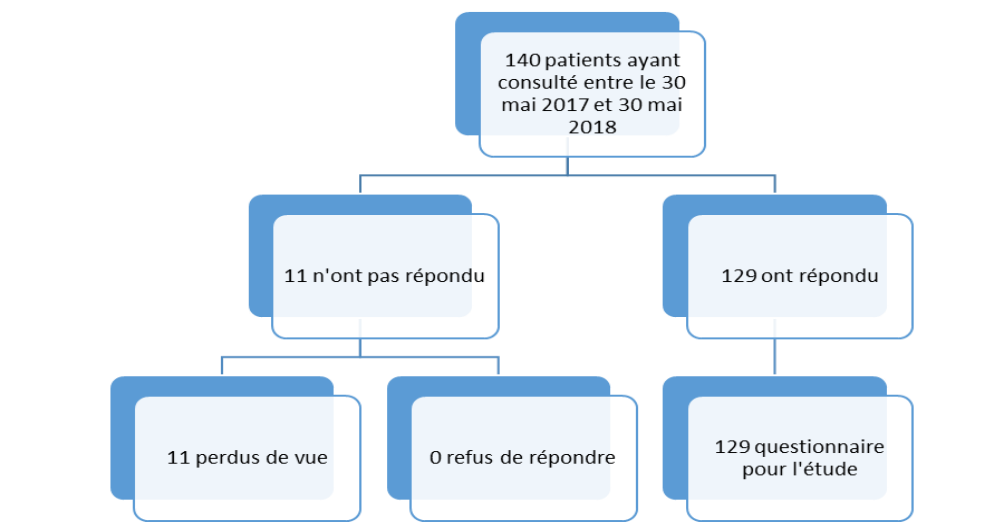 140 patients ayant
consulté entre le 30
mai 2017 et 30 mai
2018
11 n'ont pas répondu
129 ont répondu
11 perdus de vue
0 refus de répondre
129 questionnaire
pour l'étude